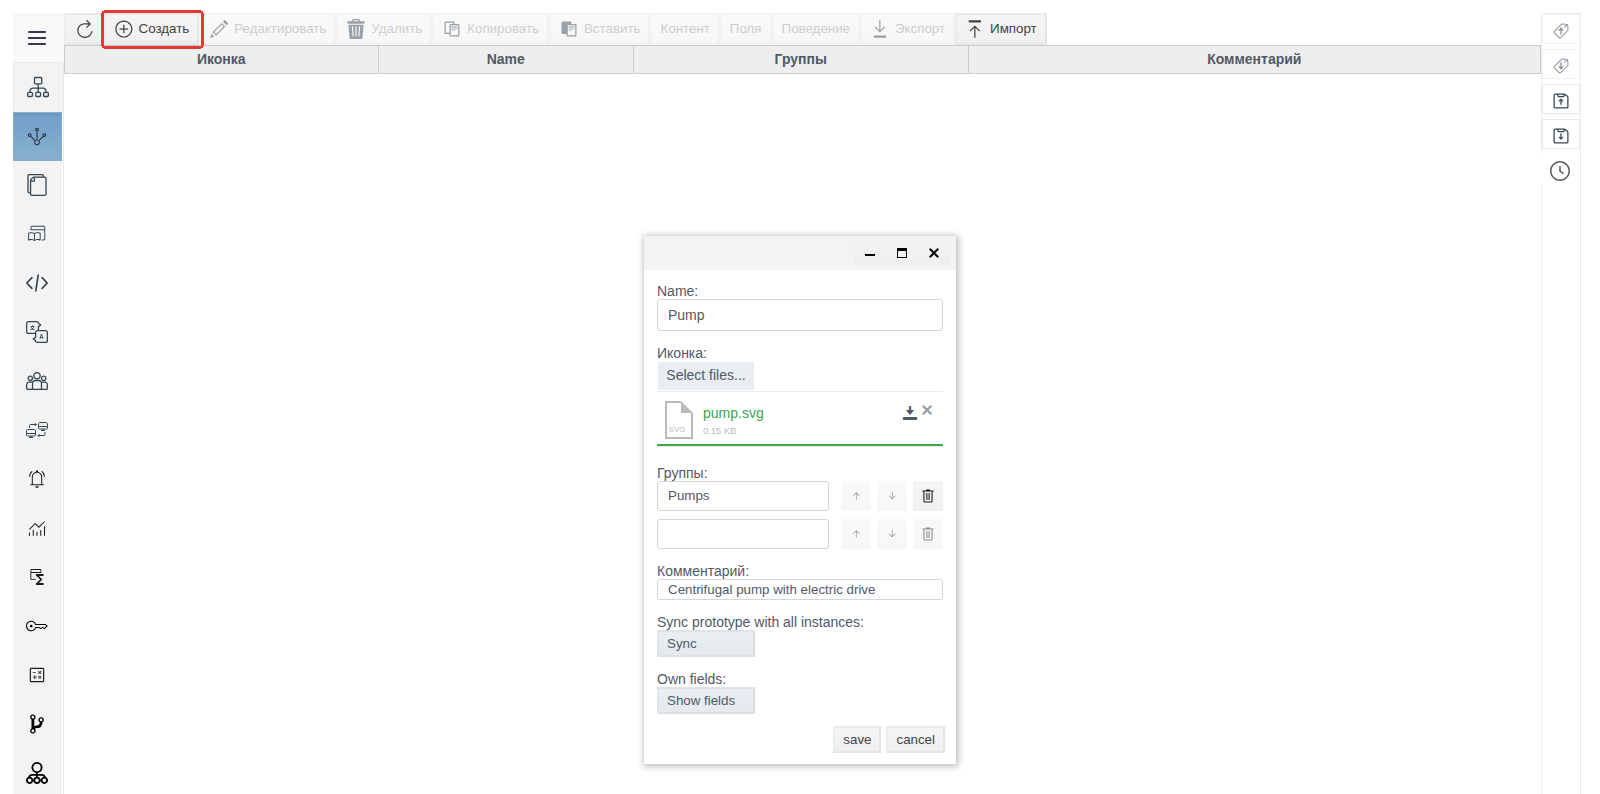 Создать Редактировать Удалить Копировать Вставить Контент Поля Поведение Экспорт Импорт
Иконка Name Группы Комментарий
Name:
Pump
Иконка:
Select files...
pump.svg
SVG 0.15 KB
Группы:
Pumps
Комментарий:
Centrifugal pump with electric drive
Sync prototype with all instances:
Sync
Own fields:
Show fields
save cancel